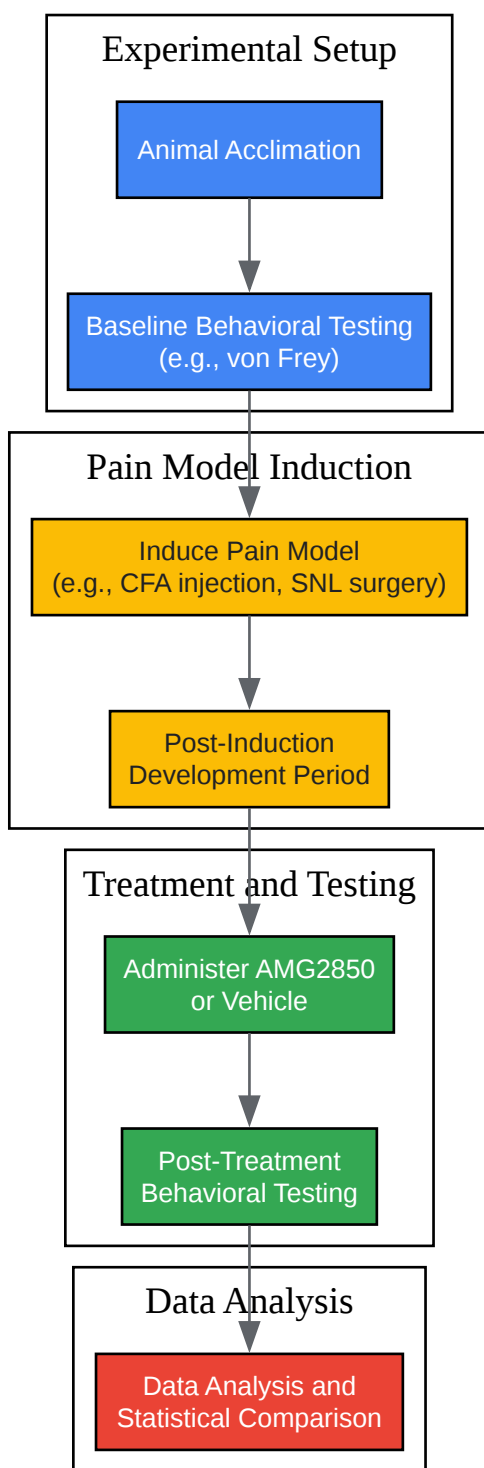 Experimental Setup
Animal Acclimation
Baseline Behavioral Testing
(e.g., von Frey)
Pain Model Induction
Induce Pain Model
(e.g., CFA injection, SNL surgery)
Post-Induction
Development Period
Treatment and Testing
Administer AMG2850
or Vehicle
Post-Treatment
Behavioral Testing
Data Analysis
Data Analysis and
Statistical Comparison